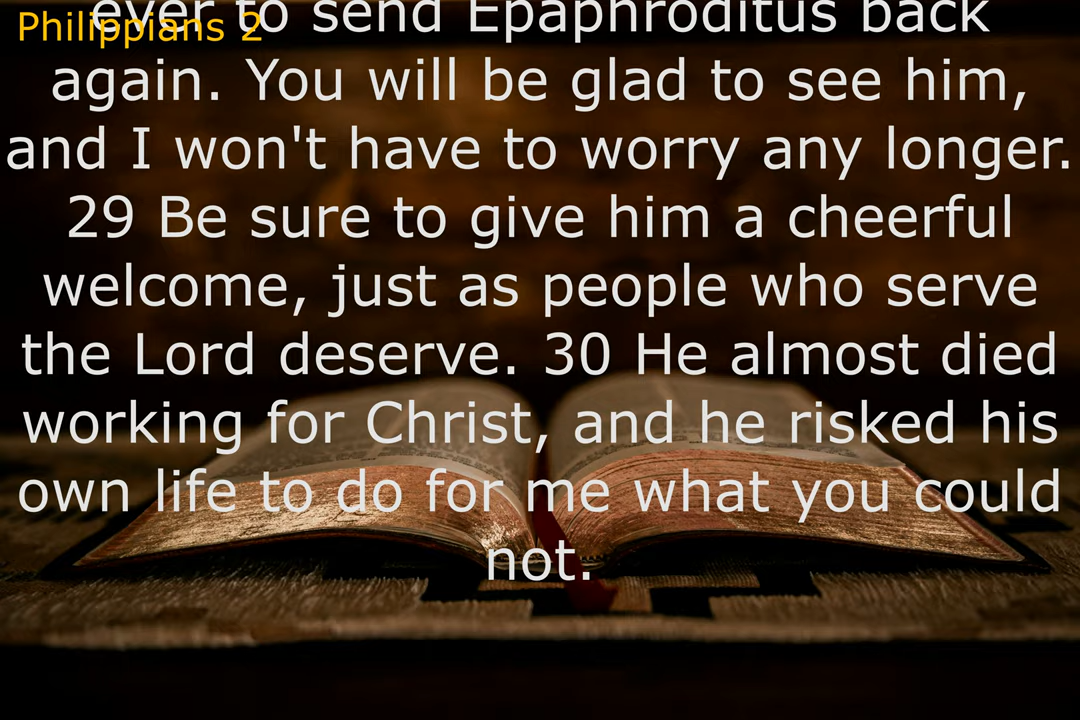 Philippians 2
ever to send Epaphroditus back
again. You will be glad to see him,
and I won't have to worry any longer.
29 Be sure to give him a cheerful
welcome, just as people who serve
the Lord deserve. 30 He almost died
working for Christ, and he risked his
own life to do for me what you could
not.